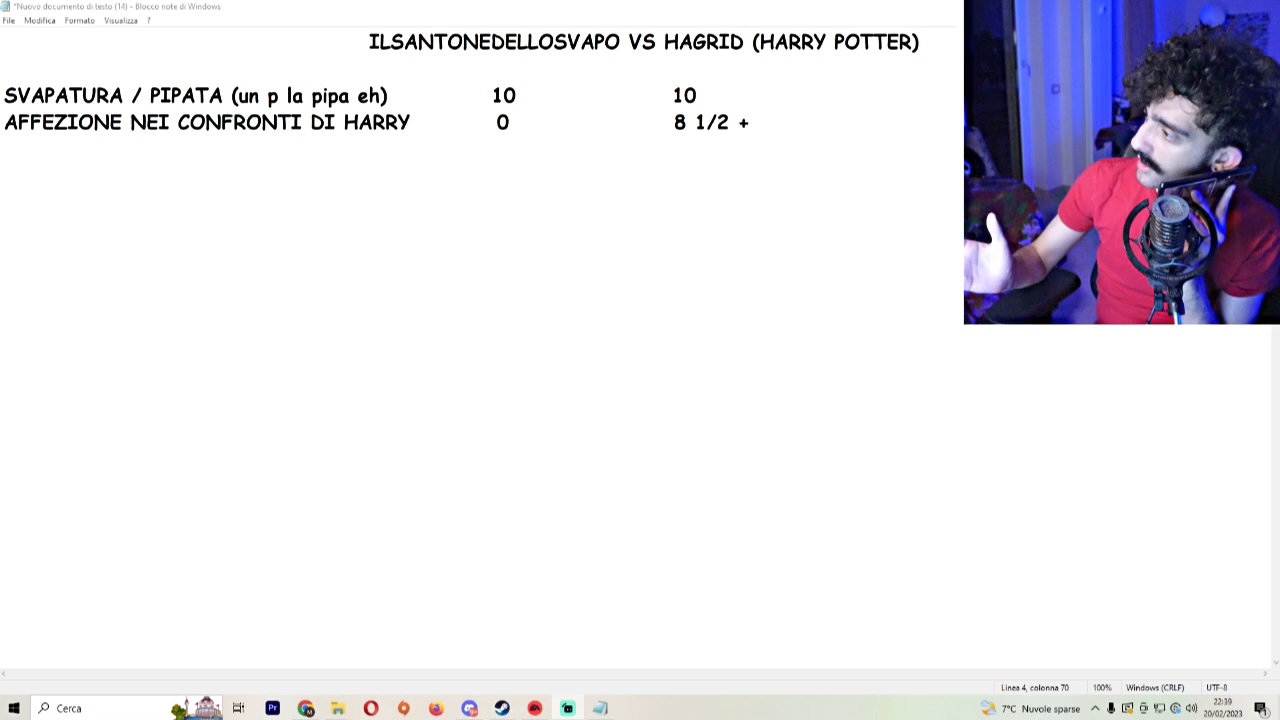 *Nuovo documento di testo (14) - Blocco note di Windows
File Modifica Formato Visualizza ?
ILSANTONEDELLOSVAPO VS HAGRID (HARRY POTTER)
SVAPATURA / PIPATA (un p la pipa eh) 10 10
AFFEZIONE NEI CONFRONTI DI HARRY 0 8 1/2 +
Linea 4, colonna 70 100% Windows (CRLF) UTF-8
Cerca Pr M 7°C Nuvole sparse 22:39
20/02/2023